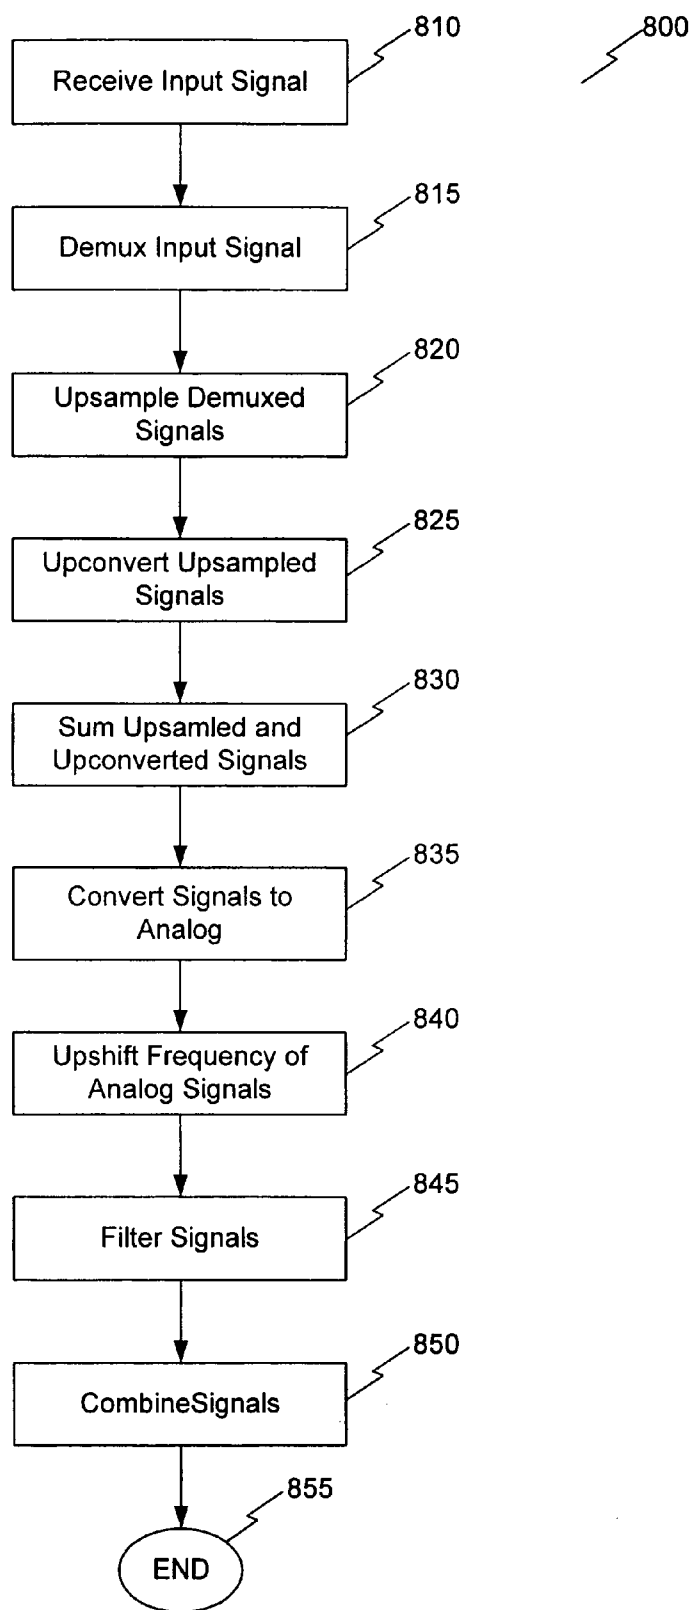 810
800
Receive Input Signal
815
Demux Input Signal
820
Upsample Demuxed
Signals
825
Upconvert Upsampled
Signals
830
Sum Upsamled and
Upconverted Signals
835
Convert Signals to
Analog
840
Upshift Frequency of
Analog Signals
845
Filter Signals
850
CombineSignals
855
END